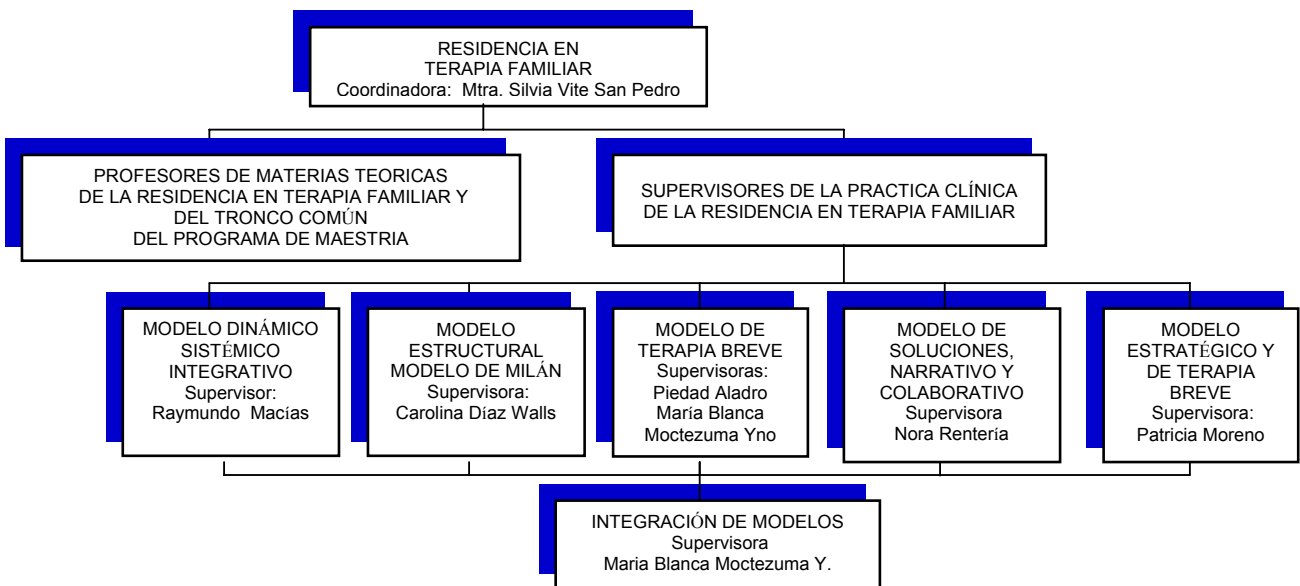 RESIDENCIA EN
TERAPIA FAMILIAR
Coordinadora: Mtra. Silvia Vite San Pedro
PROFESORES DE MATERIAS TEORICAS
DE LA RESIDENCIA EN TERAPIA FAMILIAR Y
DEL TRONCO COMÚN
DEL PROGRAMA DE MAESTRIA
SUPERVISORES DE LA PRACTICA CLÍNICA
DE LA RESIDENCIA EN TERAPIA FAMILIAR
MODELO DINÁMICO
SISTÉMICO
INTEGRATIVO
Supervisor:
Raymundo Macías
MODELO
ESTRUCTURAL
MODELO DE MILÁN
Supervisora:
Carolina Díaz Walls
MODELO DE
TERAPIA BREVE
Supervisoras:
Piedad Aladro
María Blanca
Moctezuma Yno
MODELO DE
SOLUCIONES,
NARRATIVO Y
COLABORATIVO
Supervisora
Nora Rentería
MODELO
ESTRATÉGICO Y
DE TERAPIA
BREVE
Supervisora:
Patricia Moreno
INTEGRACIÓN DE MODELOS
Supervisora
Maria Blanca Moctezuma Y.